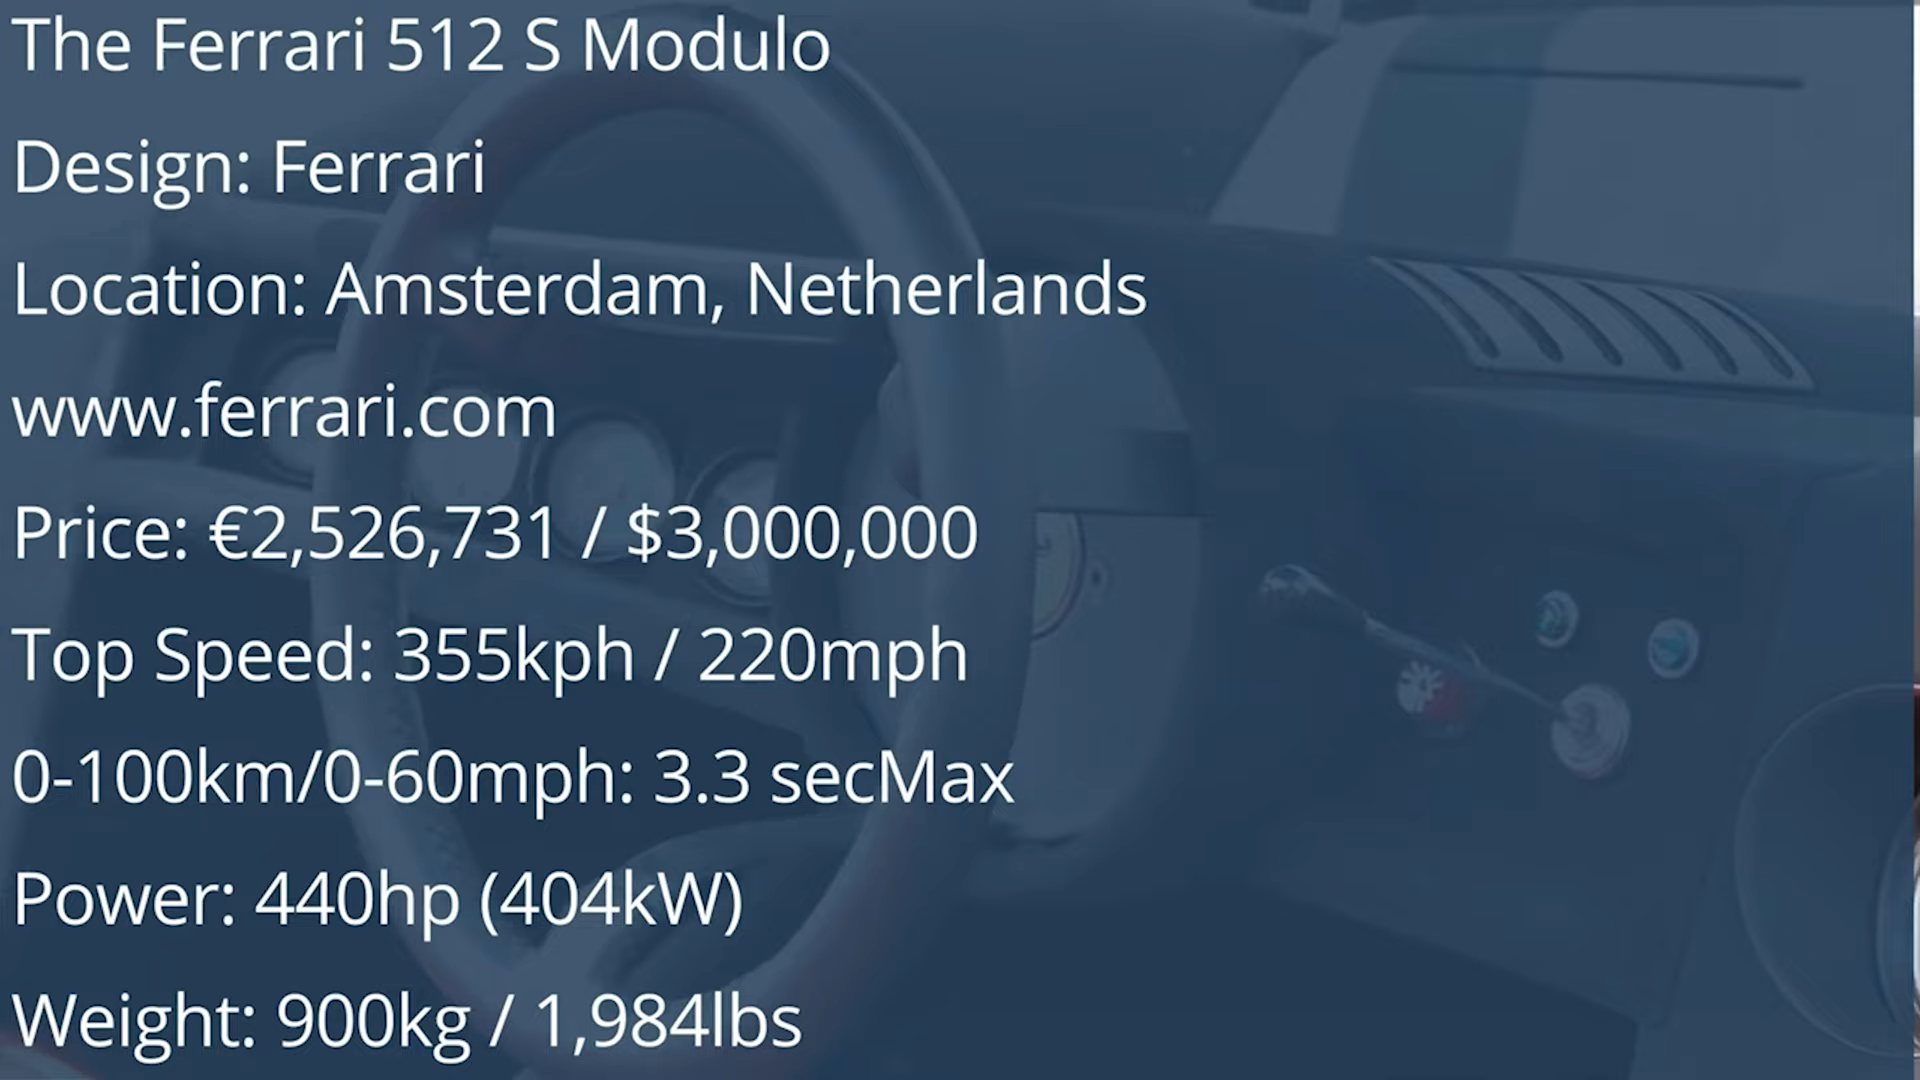 The Ferrari 512 S Modulo
Design: Ferrari
Location: Amsterdam, Netherlands
www.ferrari.com
Price: €2,526,731 / $3,000,000
Top Speed: 355kph / 220mph
0-100km/0-60mph: 3.3 secMax
Power: 440hp (404kW)
Weight: 900kg / 1,984lbs